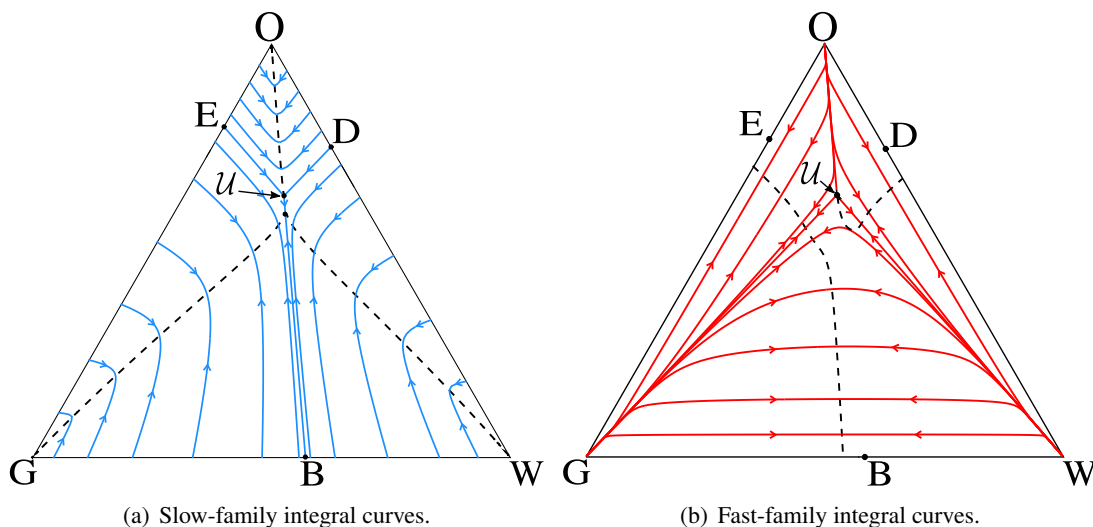 O
E
D
𝒰
G
B
W
(a) Slow-family integral curves.
O
E
D
𝒰
G
B
W
(b) Fast-family integral curves.